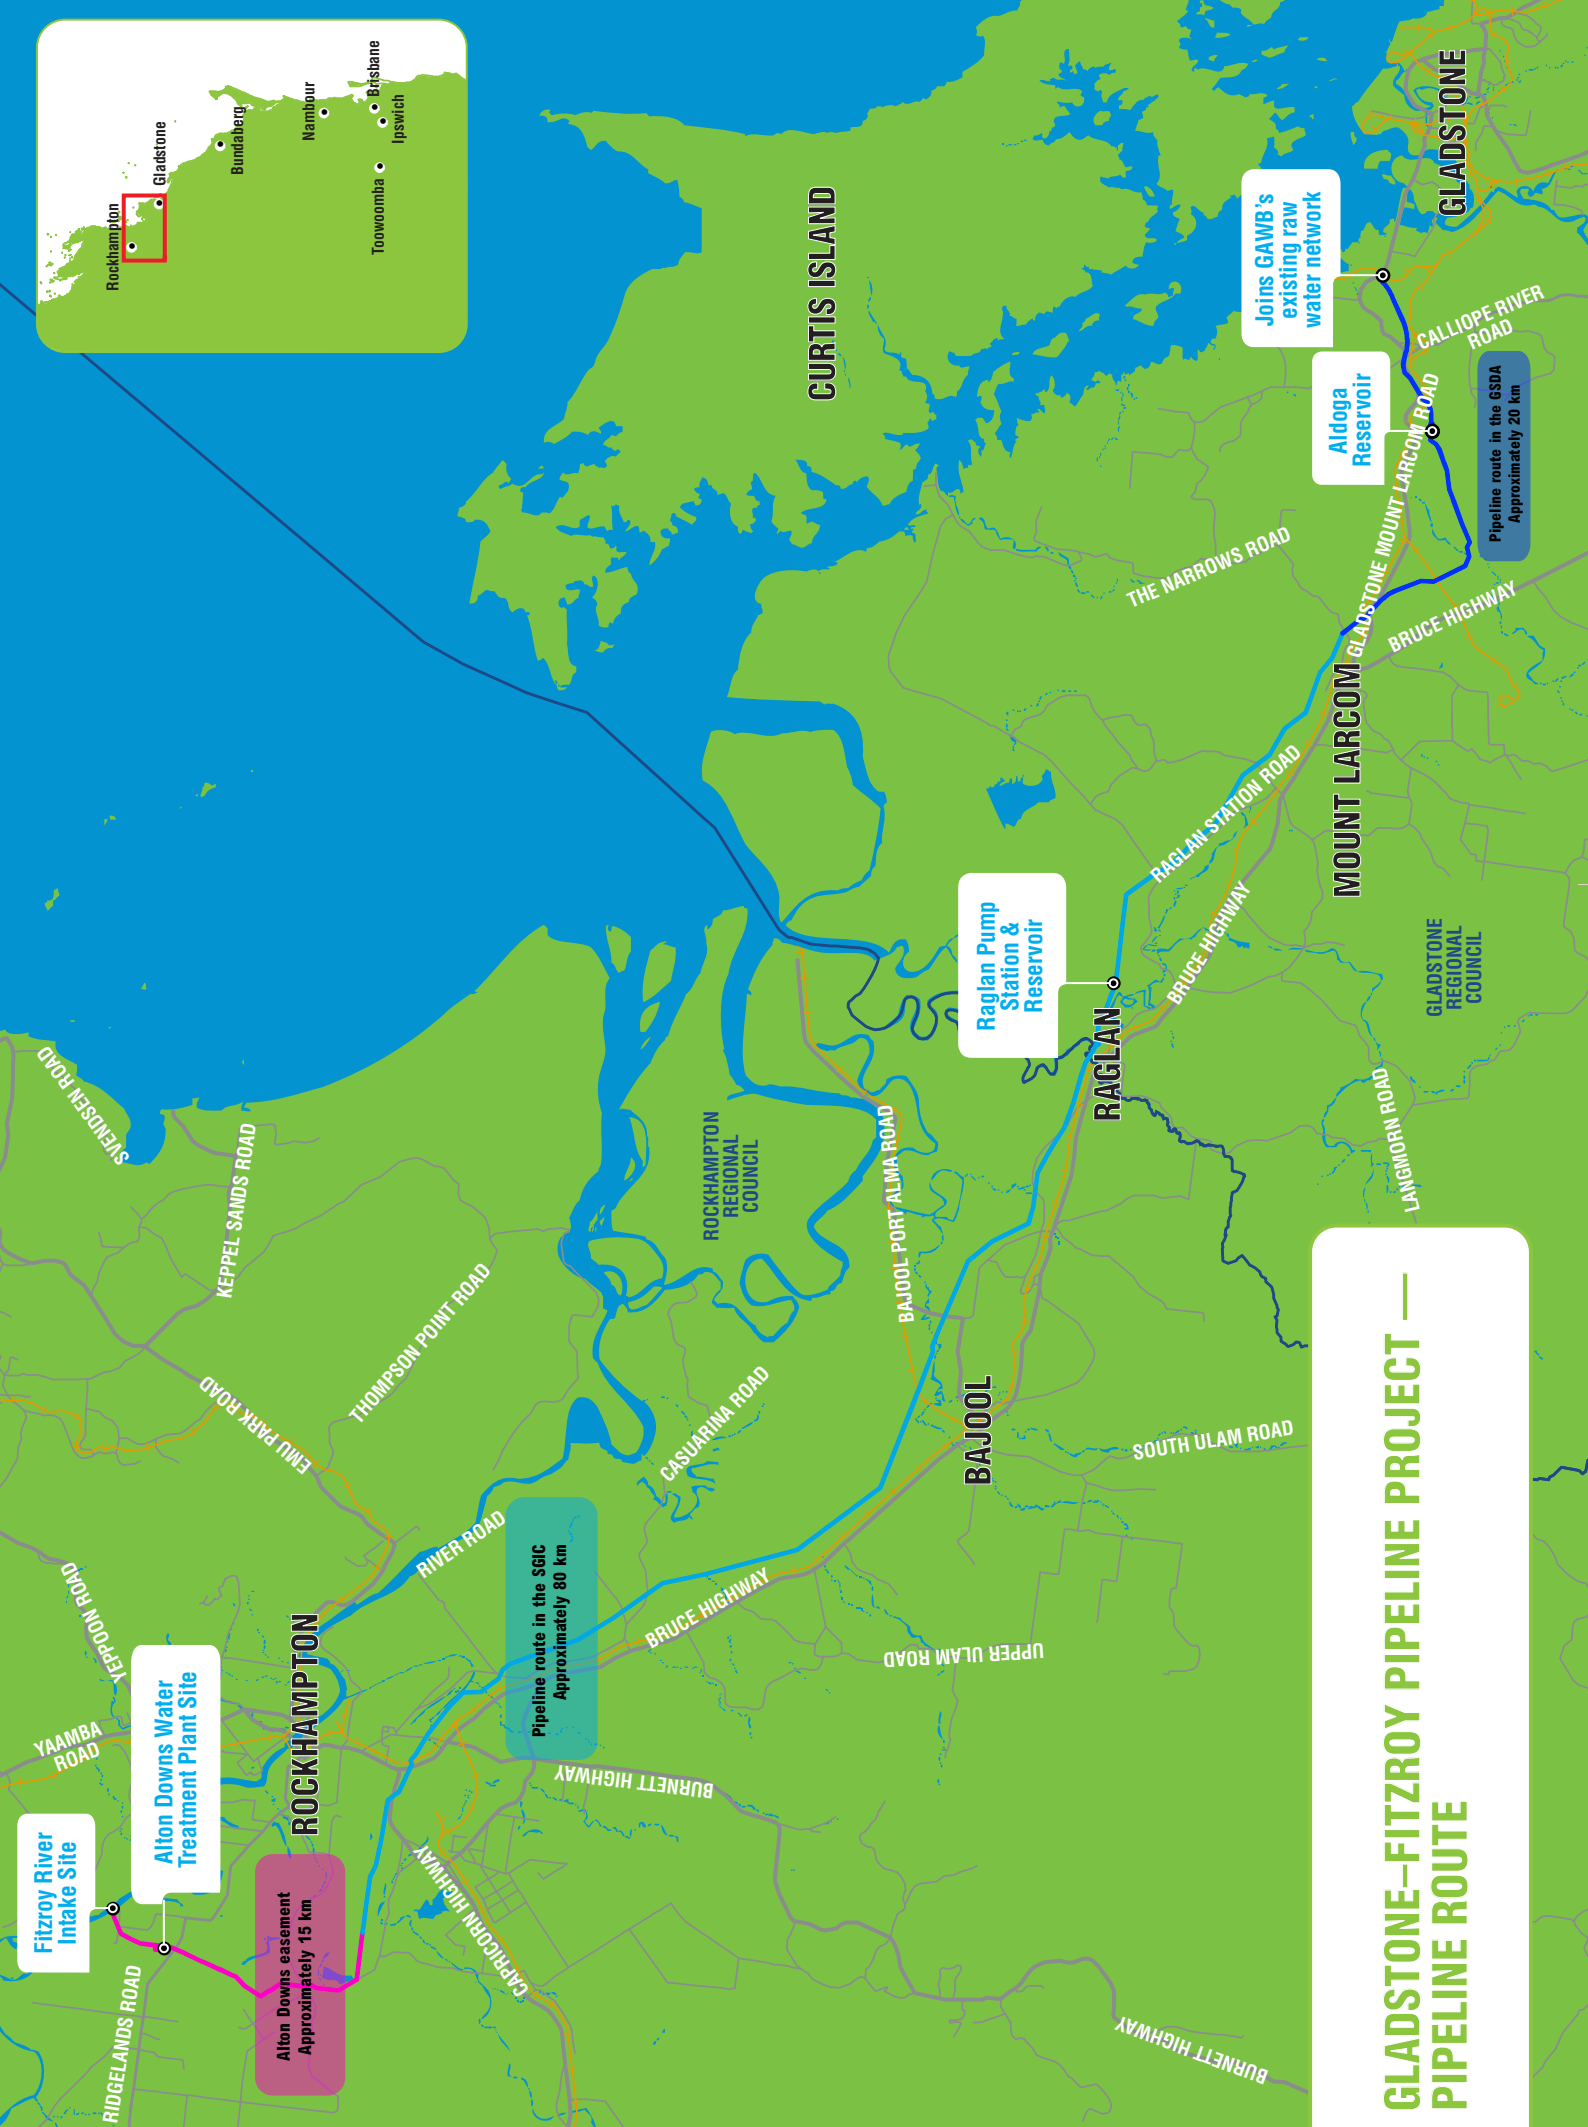 GLADSTONE–FITZROY PIPELINE PROJECT —
PIPELINE ROUTE
Fitzroy River
Intake Site
Alton Downs Water
Treatment Plant Site
Alton Downs easement
Approximately 15 km
Pipeline route in the SGIC
Approximately 80 km
Raglan Pump
Station &
Reservoir
Aldoga
Reservoir
Joins GAWB's
existing raw
water network
Pipeline route in the GSDA
Approximately 20 km
ROCKHAMPTON
BAJOOL
RAGLAN
MOUNT LARCOM
GLADSTONE
CURTIS ISLAND
ROCKHAMPTON
REGIONAL
COUNCIL
GLADSTONE
REGIONAL
COUNCIL
RIDGELANDS ROAD
YAAMBA
ROAD
YEPPOON ROAD
EMU PARK ROAD
SVENDSEN ROAD
KEPPEL SANDS ROAD
THOMPSON POINT ROAD
RIVER ROAD
CASUARINA ROAD
BRUCE HIGHWAY
BURNETT HIGHWAY
CAPRICORN HIGHWAY
BURNETT HIGHWAY
UPPER ULAM ROAD
SOUTH ULAM ROAD
BAJOOL PORT ALMA ROAD
LANGMORN ROAD
BRUCE HIGHWAY
RAGLAN STATION ROAD
THE NARROWS ROAD
GLADSTONE MOUNT LARCOM ROAD
BRUCE HIGHWAY
CALLIOPE RIVER
ROAD
Rockhampton
Gladstone
Bundaberg
Nambour
Brisbane
Ipswich
Toowoomba